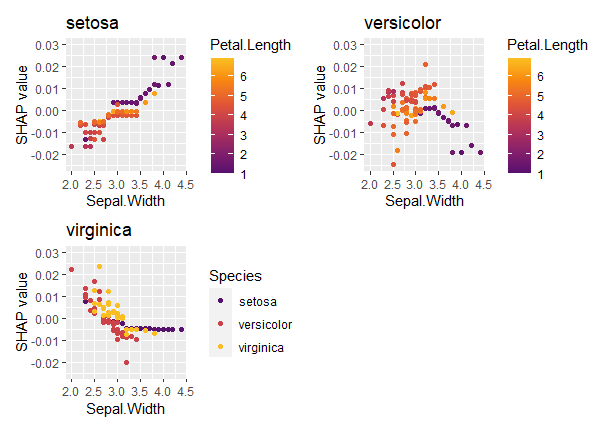 setosa
0.03
0.02
0.01
0.00
-0.01
-0.02
SHAP value
2.0 2.5 3.0 3.5 4.0 4.5
Sepal.Width
Petal.Length
6
5
4
3
2
1
versicolor
0.03
0.02
0.01
0.00
-0.01
-0.02
SHAP value
2.0 2.5 3.0 3.5 4.0 4.5
Sepal.Width
Petal.Length
6
5
4
3
2
1
virginica
0.03
0.02
0.01
0.00
-0.01
-0.02
SHAP value
2.0 2.5 3.0 3.5 4.0 4.5
Sepal.Width
Species
setosa
versicolor
virginica